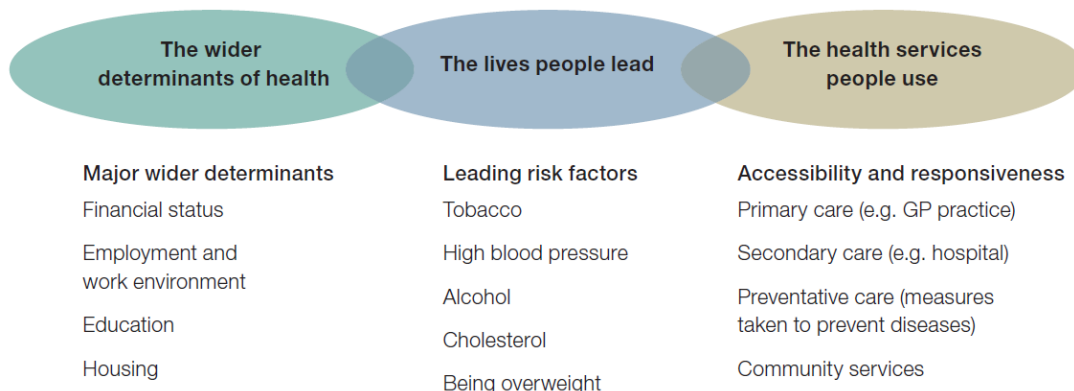 The wider
determinants of health
The lives people lead
The health services
people use
Major wider determinants
Financial status
Employment and
work environment
Education
Housing
Leading risk factors
Tobacco
High blood pressure
Alcohol
Cholesterol
Being overweight
Accessibility and responsiveness
Primary care (e.g. GP practice)
Secondary care (e.g. hospital)
Preventative care (measures
taken to prevent diseases)
Community services